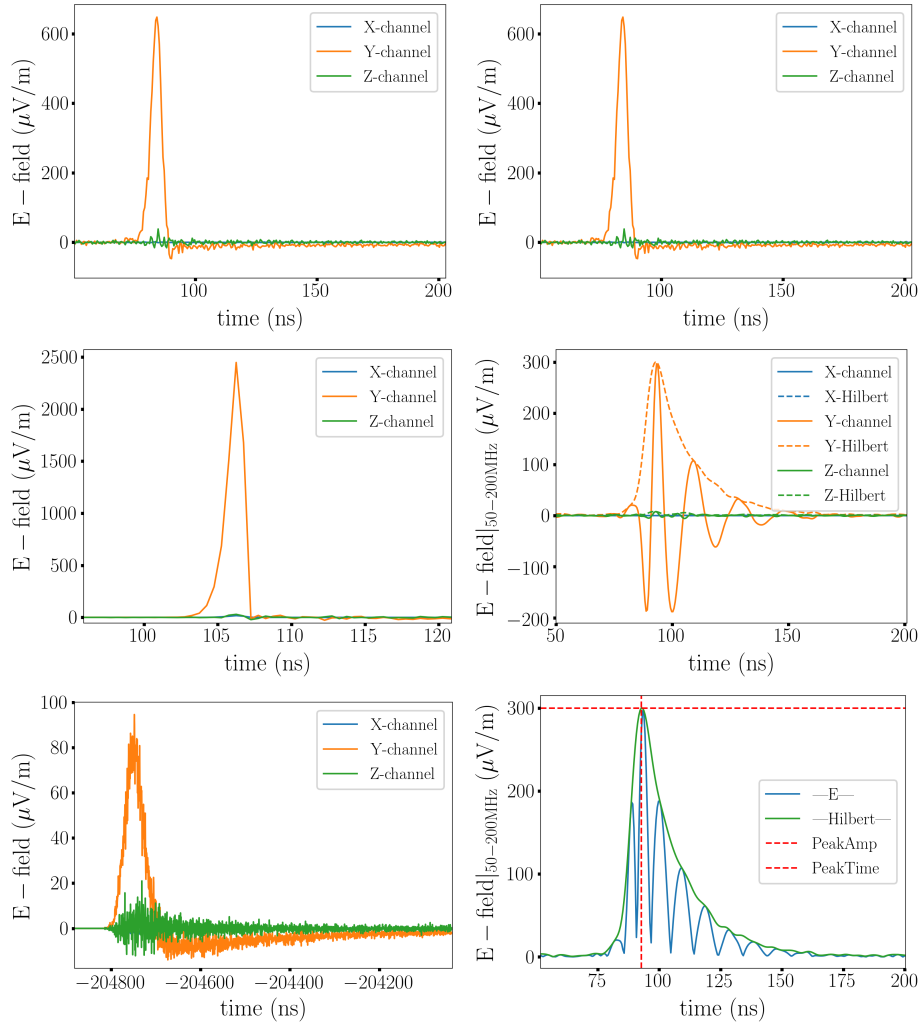 X-channel
Y-channel
Z-channel
600
400
200
0
100
150
200
E − field (µV/m)
time (ns)
X-channel
Y-channel
Z-channel
600
400
200
0
100
150
200
E − field (µV/m)
time (ns)
X-channel
Y-channel
Z-channel
2500
2000
1500
1000
500
0
100
105
110
115
120
E − field (µV/m)
time (ns)
X-channel
X-Hilbert
Y-channel
Y-Hilbert
Z-channel
Z-Hilbert
300
200
100
0
−100
−200
50
100
150
200
E − field|50−200MHz (µV/m)
time (ns)
X-channel
Y-channel
Z-channel
100
80
60
40
20
0
−204800
−204600
−204400
−204200
E − field (µV/m)
time (ns)
—E—
—Hilbert—
PeakAmp
PeakTime
300
200
100
0
75
100
125
150
175
200
E − field|50−200MHz (µV/m)
time (ns)